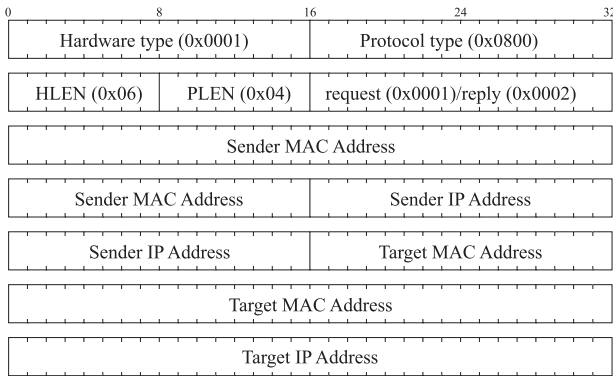 0 8 16 24 32
Hardware type (0x0001) Protocol type (0x0800)
HLEN (0x06) PLEN (0x04) request (0x0001)/reply (0x0002)
Sender MAC Address
Sender MAC Address Sender IP Address
Sender IP Address Target MAC Address
Target MAC Address
Target IP Address